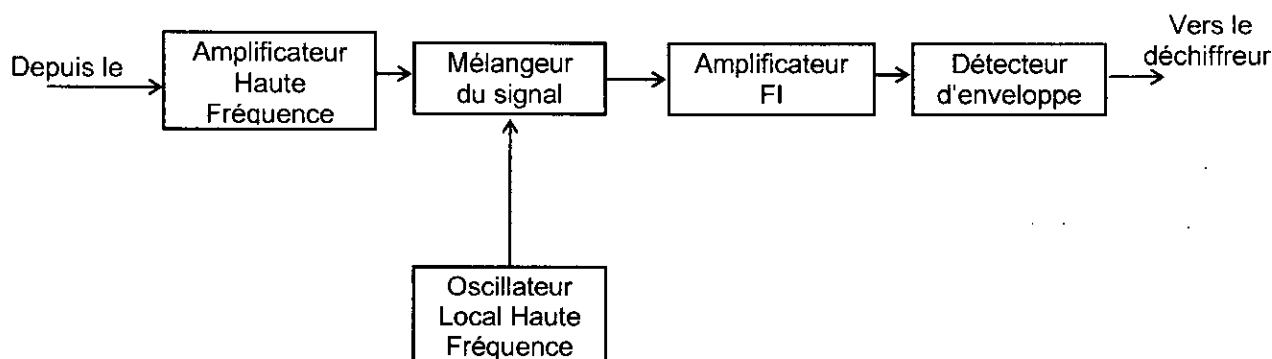 Depuis le
Amplificateur
Haute
Fréquence
Mélangeur
du signal
Amplificateur
FI
Détecteur
d'enveloppe
Vers le
déchiffreur
Oscillateur
Local Haute
Fréquence